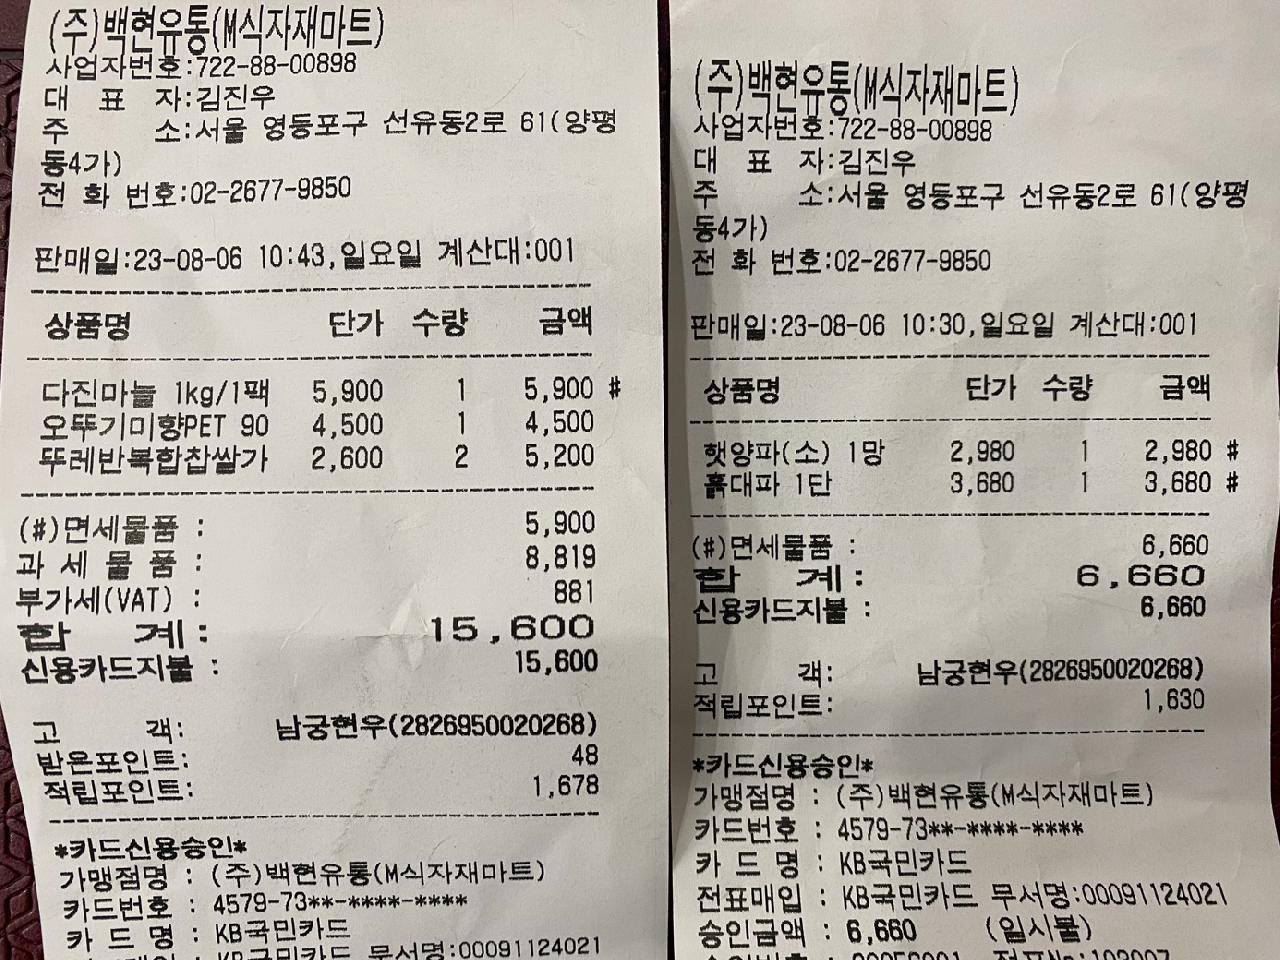 (주)백현유통(M식자재마트)
사업자번호:722-88-00898
대 표 자:김진우
주 소:서울 영등포구 선유동2로 61(양평
동4가)
전 화 번호:02-2677-9850
판매일:23-08-06 10:43,일요일 계산대:001
상품명 단가 수량 금액
다진마늘 1kg/1팩 5,900 1 5,900 #
오뚜기미향PET 90 4,500 1 4,500
뚜레반복합찹쌀가 2,600 2 5,200
(#)면세물품 : 5,900
과 세 물 품 : 8,819
부가세(VAT) : 881
합 계: 15,600
신용카드지불 : 15,600
고 객: 남궁현우(2826950020268)
받은포인트: 48
적립포인트: 1,678
*카드신용승인*
가맹점명 : (주)백현유통(M식자재마트)
카드번호 : 4579-73**-****-****
카 드 명 : KB국민카드
KB국민카드 무서명:00091124021
(주)백현유통(M식자재마트)
사업자번호:722-88-00898
대 표 자:김진우
주 소:서울 영등포구 선유동2로 61(양평
동4가)
전 화 번호:02-2677-9850
판매일:23-08-06 10:30,일요일 계산대:001
상품명 단가 수량 금액
햇양파(소) 1망 2,980 1 2,980 #
흙대파 1단 3,680 1 3,680 #
(#)면세물품 : 6,660
합 계: 6,660
신용카드지불 : 6,660
고 객: 남궁현우(2826950020268)
적립포인트: 1,630
*카드신용승인*
가맹점명 : (주)백현유통(M식자재마트)
카드번호 : 4579-73**-****-****
카 드 명 : KB국민카드
전표매입 : KB국민카드 무서명:00091124021
승인금액 : 6,660 (일시불)